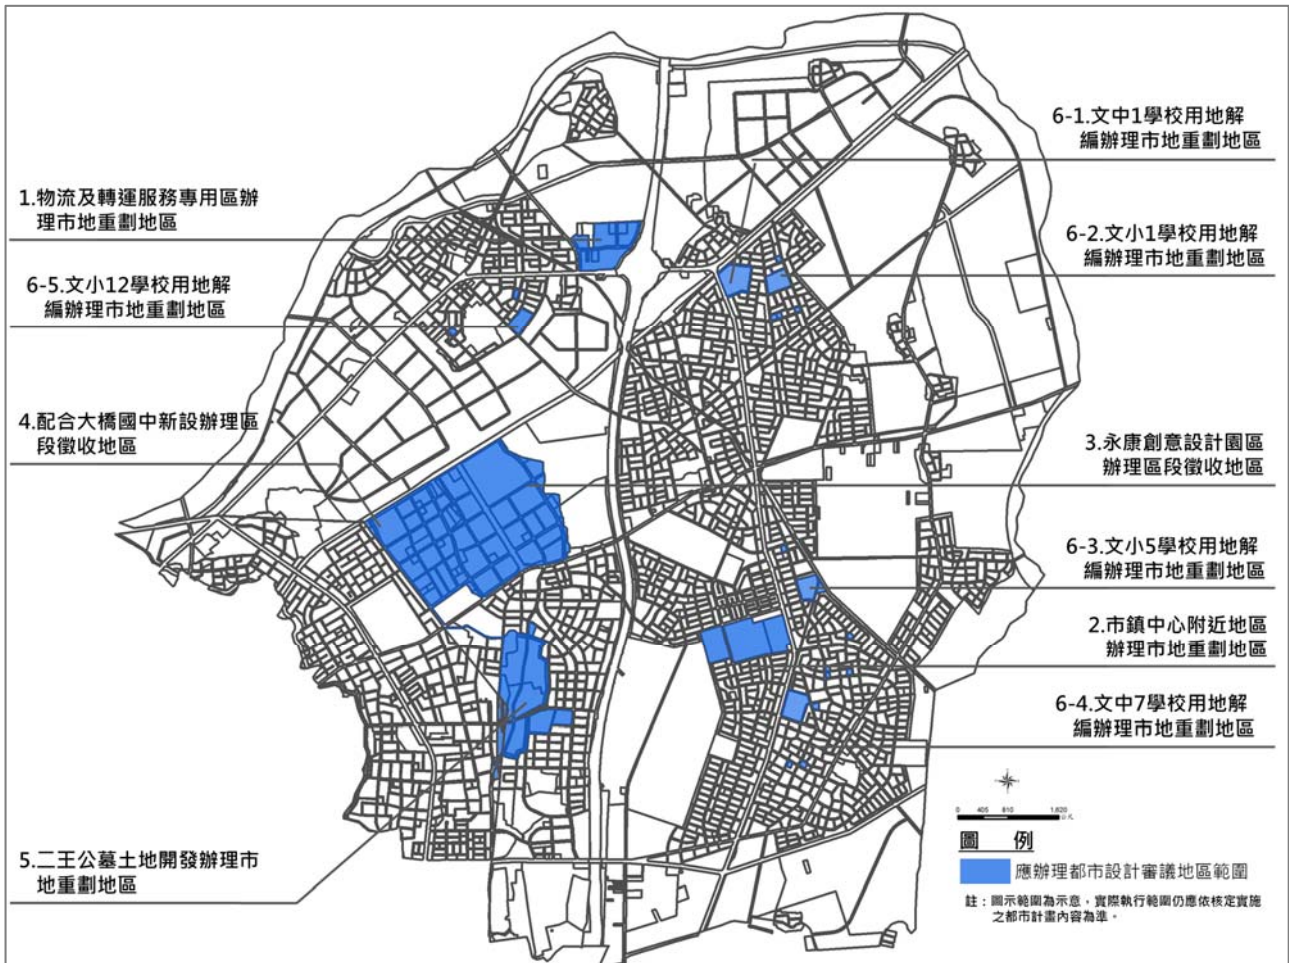 6-1.文中1學校用地解
編辦理市地重劃地區
1.物流及轉運服務專用區辦
理市地重劃地區
6-2.文小1學校用地解
編辦理市地重劃地區
6-5.文小12學校用地解
編辦理市地重劃地區
4.配合大橋國中新設辦理區
段徵收地區
3.永康創意設計園區
辦理區段徵收地區
6-3.文小5學校用地解
編辦理市地重劃地區
2.市鎮中心附近地區
辦理市地重劃地區
6-4.文中7學校用地解
編辦理市地重劃地區
5.二王公墓土地開發辦理市
地重劃地區
0 405 810 1,620
公尺
圖 例
應辦理都市設計審議地區範圍
註：圖示範圍為示意，實際執行範圍仍應依核定實施
之都市計畫內容為準。